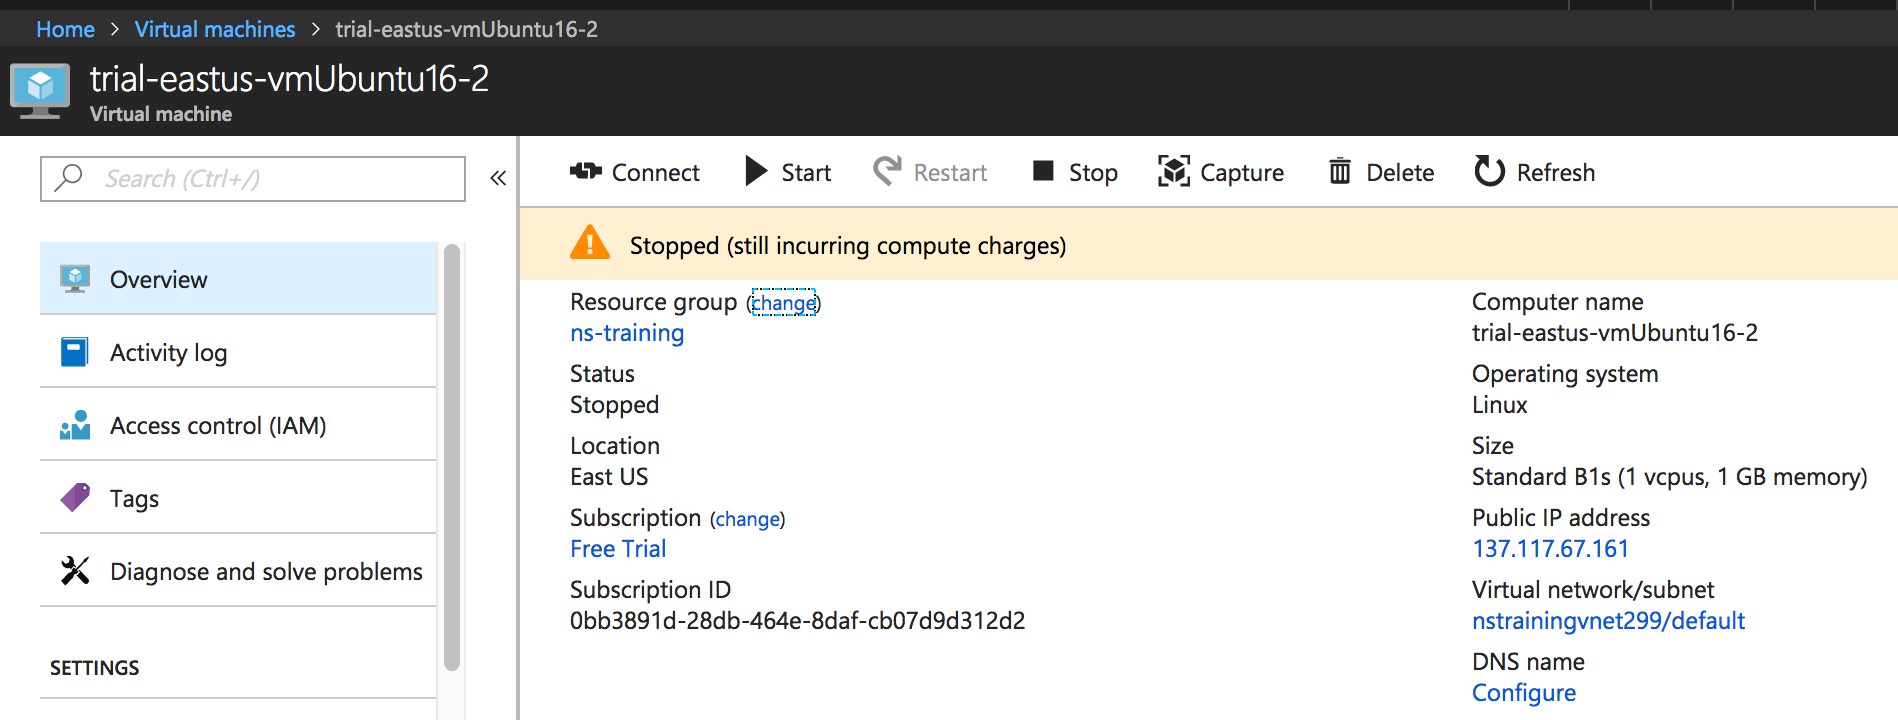 Home > Virtual machines > trial-eastus-vmUbuntu16-2
trial-eastus-vmUbuntu16-2
Virtual machine
Search (Ctrl+/)
«
Overview
Activity log
Access control (IAM)
Tags
Diagnose and solve problems
SETTINGS
Connect Start Restart Stop Capture Delete Refresh
Stopped (still incurring compute charges)
Resource group (change)
ns-training
Status
Stopped
Location
East US
Subscription (change)
Free Trial
Subscription ID
0bb3891d-28db-464e-8daf-cb07d9d312d2
Computer name
trial-eastus-vmUbuntu16-2
Operating system
Linux
Size
Standard B1s (1 vcpus, 1 GB memory)
Public IP address
137.117.67.161
Virtual network/subnet
nstrainingvnet299/default
DNS name
Configure